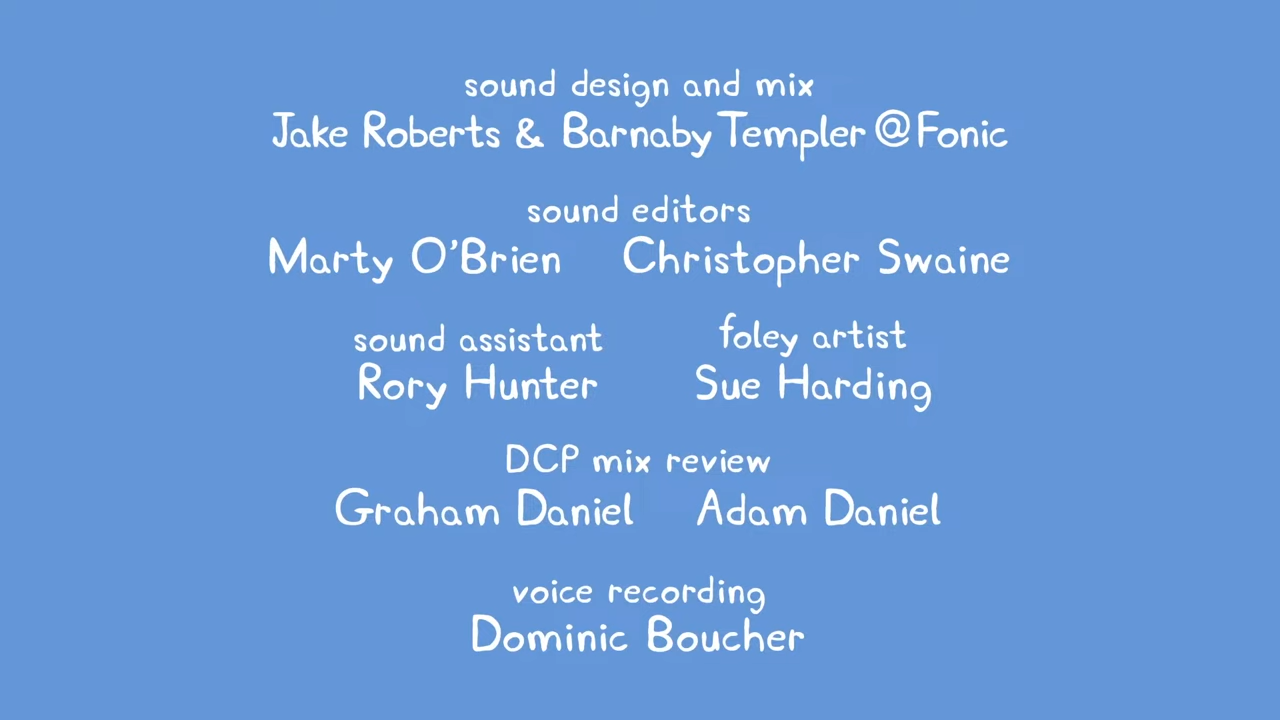 sound design and mix
Jake Roberts & Barnaby Templer @Fonic
sound editors
Marty O'Brien Christopher Swaine
sound assistant foley artist
Rory Hunter Sue Harding
DCP mix review
Graham Daniel Adam Daniel
voice recording
Dominic Boucher